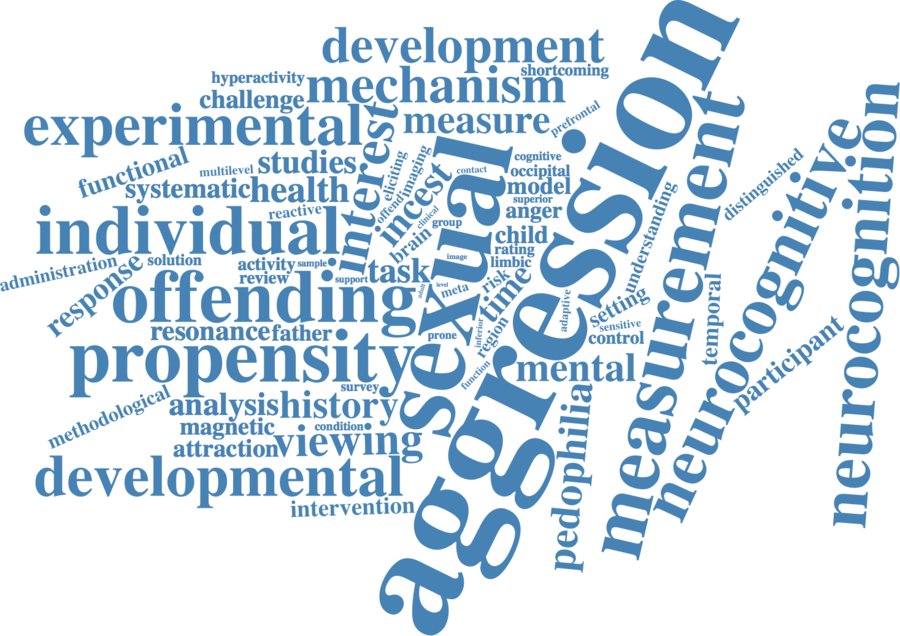 development
hyperactivity
shortcoming
mechanism
challenge
experimental
measure
prefrontal
interest
functional
multilevel
studies
eliciting
imaging
offend
contact
cognitive
occipital
systematic
health
incest
sexual
model
superior
reactive
clinical
group
anger
individual
brain
child
aggression
understanding
measurement
distinguished
neurocognitive
neurocognition
administration
solution
response
activity
sample
review
support
task
image
level
meta
adult
rating
limbic
risk
time
adaptive
setting
sensitive
control
temporal
participant
offending
resonance
father
prone
inferior
region
function
mental
propensity
survey
methodological
analysis
history
magnetic
condition
attraction
viewing
pedophilia
developmental
intervention